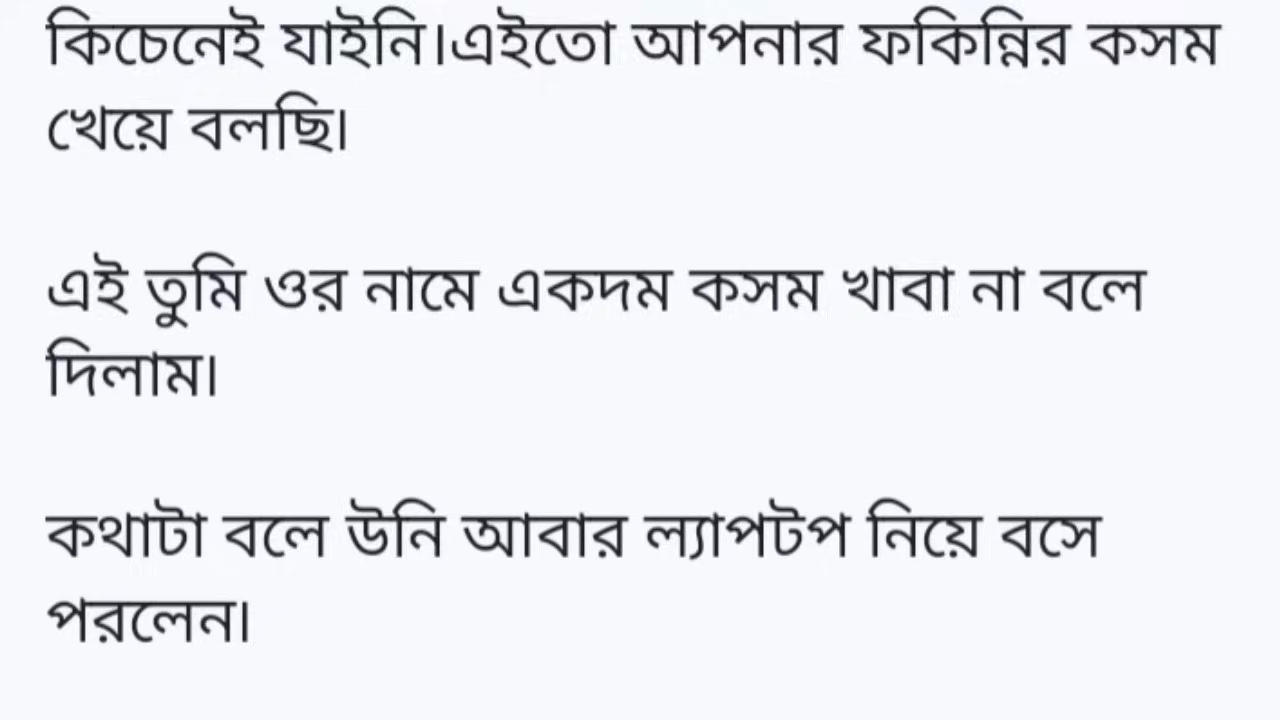 কিচেনেই যাইনি।এইতো আপনার ফকিন্নির কসম
খেয়ে বলছি।
এই তুমি ওর নামে একদম কসম খাবা না বলে
দিলাম।
কথাটা বলে উনি আবার ল্যাপটপ নিয়ে বসে
পরলেন।